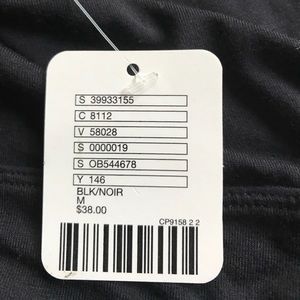 S 39933155
C 8112
V 58028
S 0000019
S OB544678
Y 146
BLK/NOIR
M
$38.00
CP9158 2 2